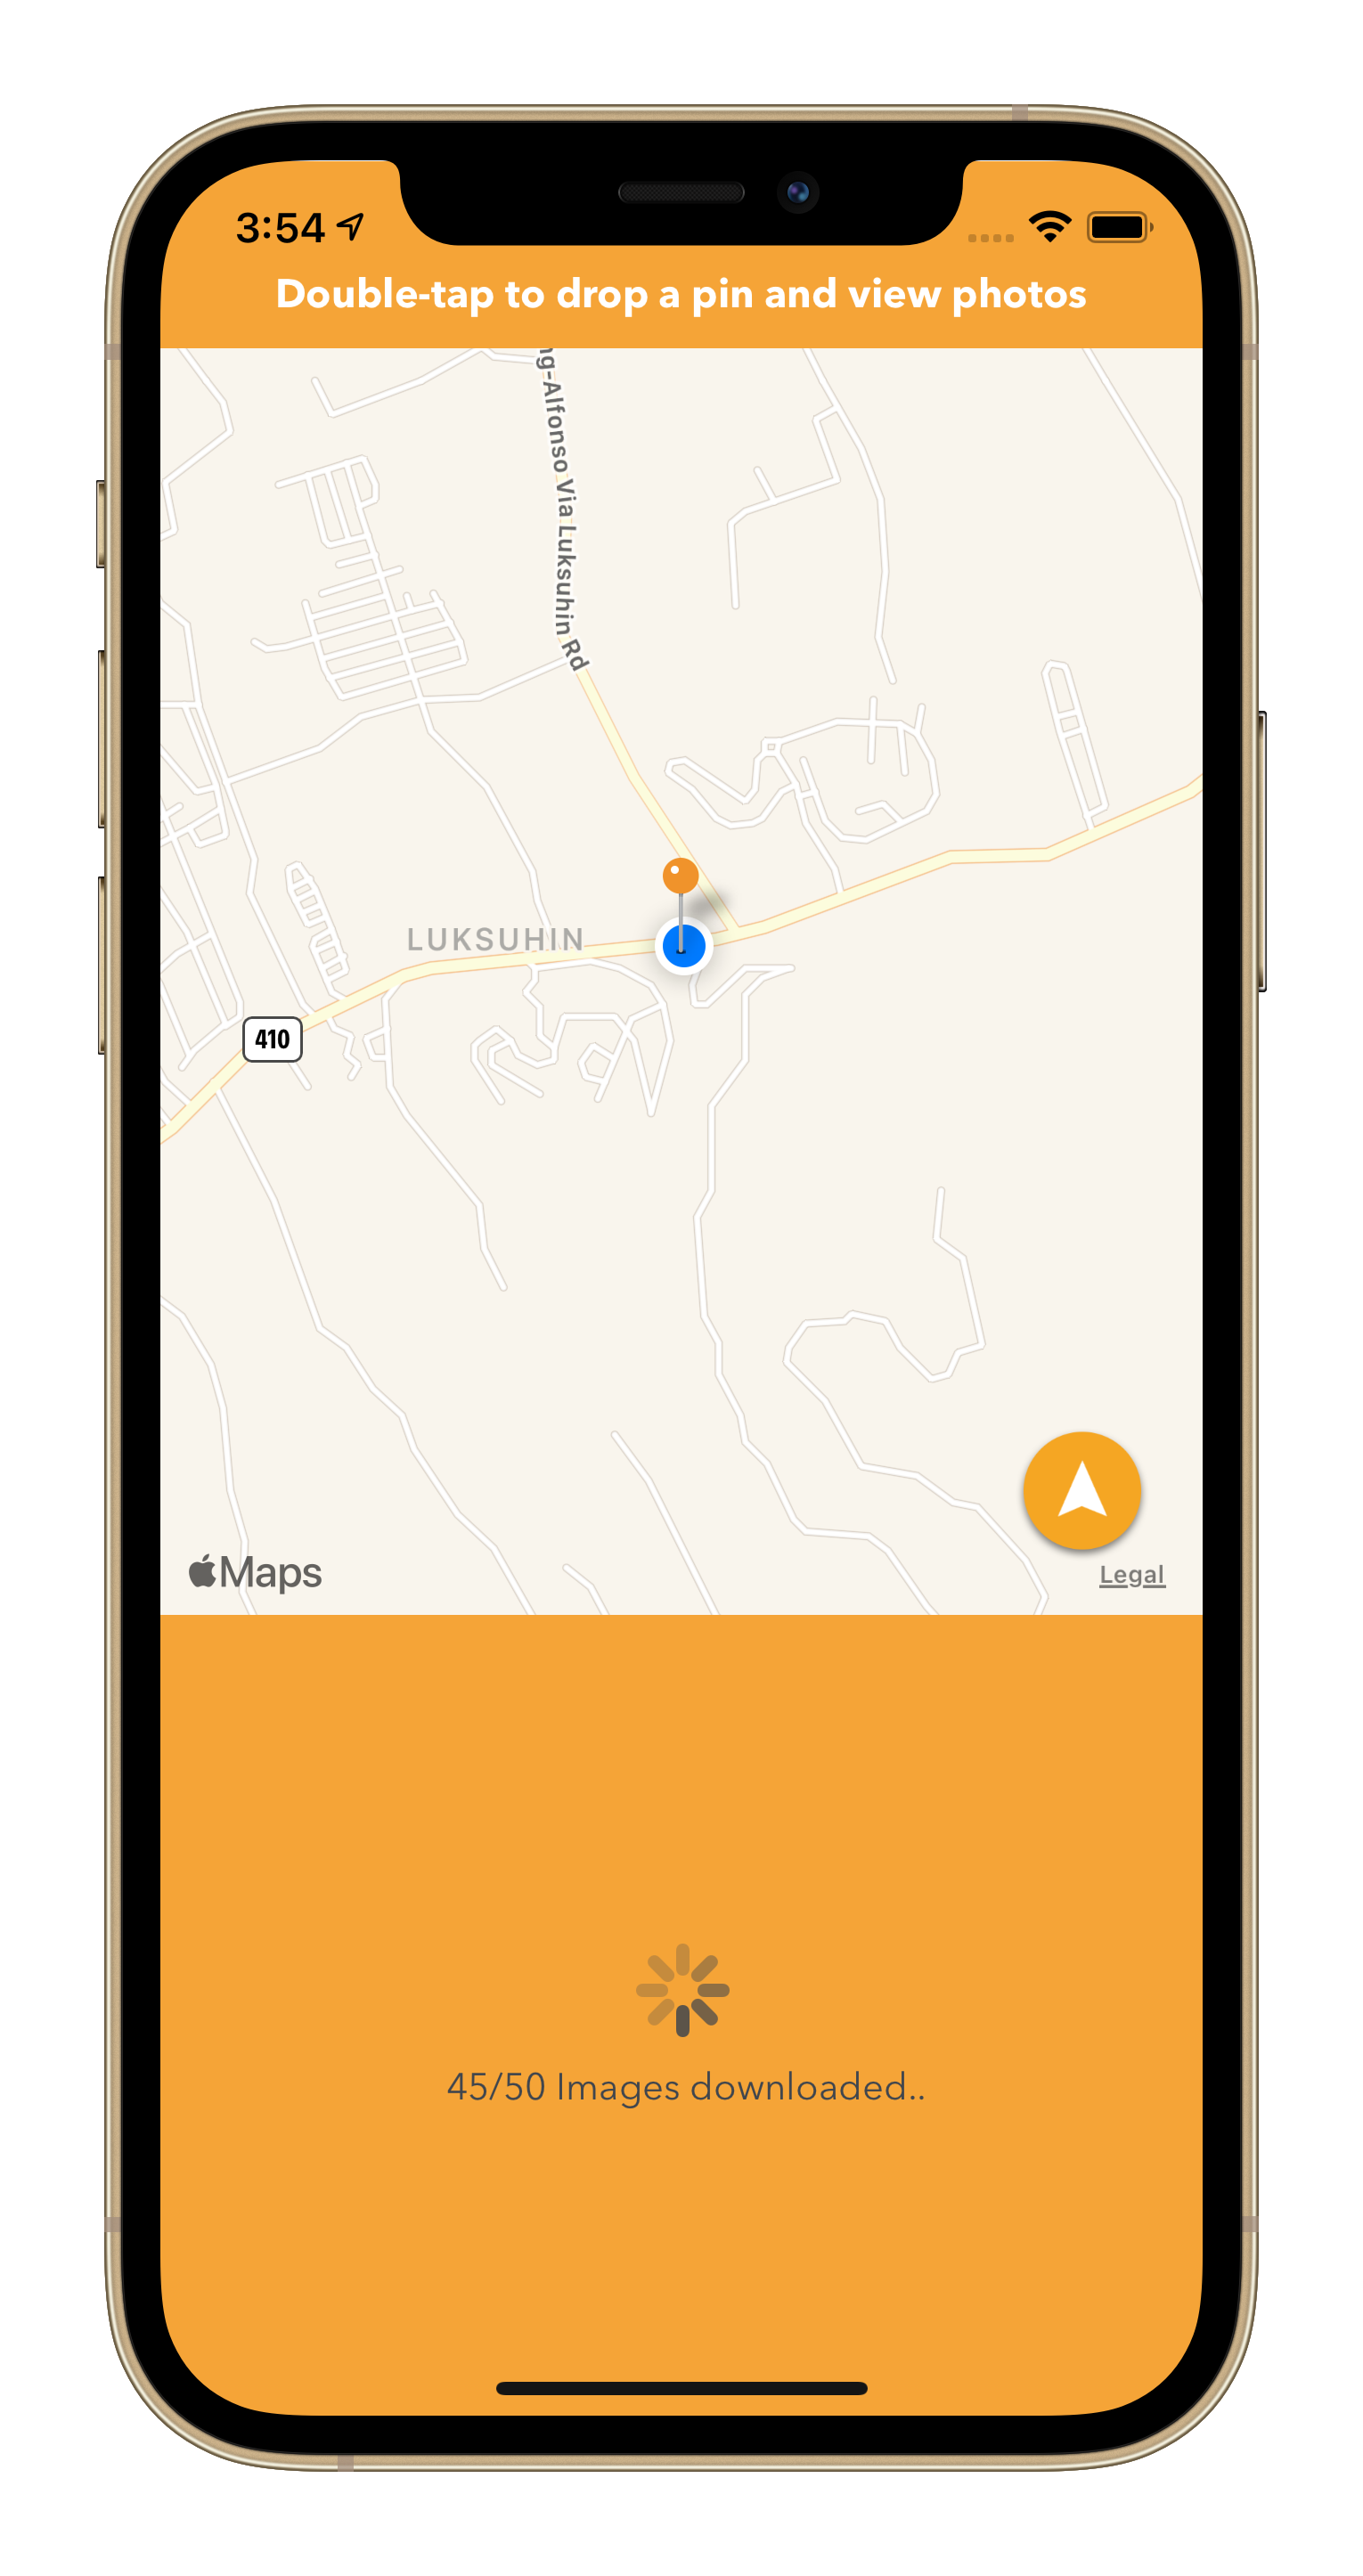 3:54
Double-tap to drop a pin and view photos
ng-Alfonso Via Luksuhin Rd
LUKSUHIN
410
Maps
Legal
45/50 Images downloaded..